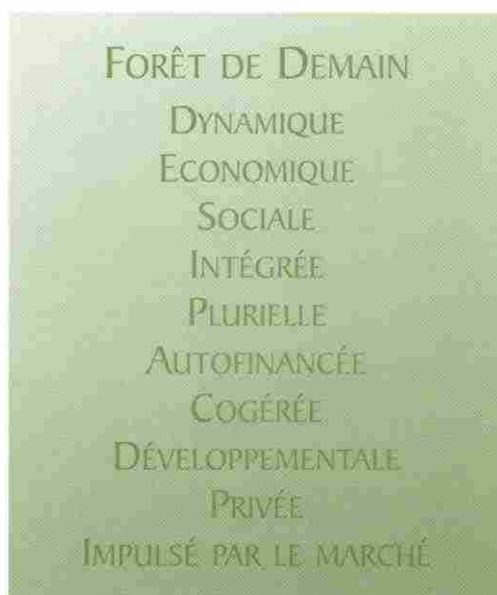 FORÊT DE DEMAIN
DYNAMIQUE
ECONOMIQUE
SOCIALE
INTÉGRÉE
PLURIELLE
AUTOFINANCÉE
COGÉRÉE
DÉVELOPPEMENTALE
PRIVÉE
IMPULSÉ PAR LE MARCHÉ